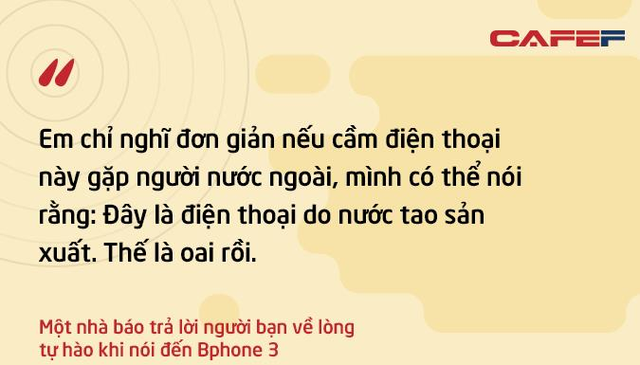 CAFEF
Em chỉ nghĩ đơn giản nếu cầm điện thoại
này gặp người nước ngoài, mình có thể nói
rằng: Đây là điện thoại do nước tao sản
xuất. Thế là oai rồi.
Một nhà báo trả lời người bạn về lòng
tự hào khi nói đến Bphone 3